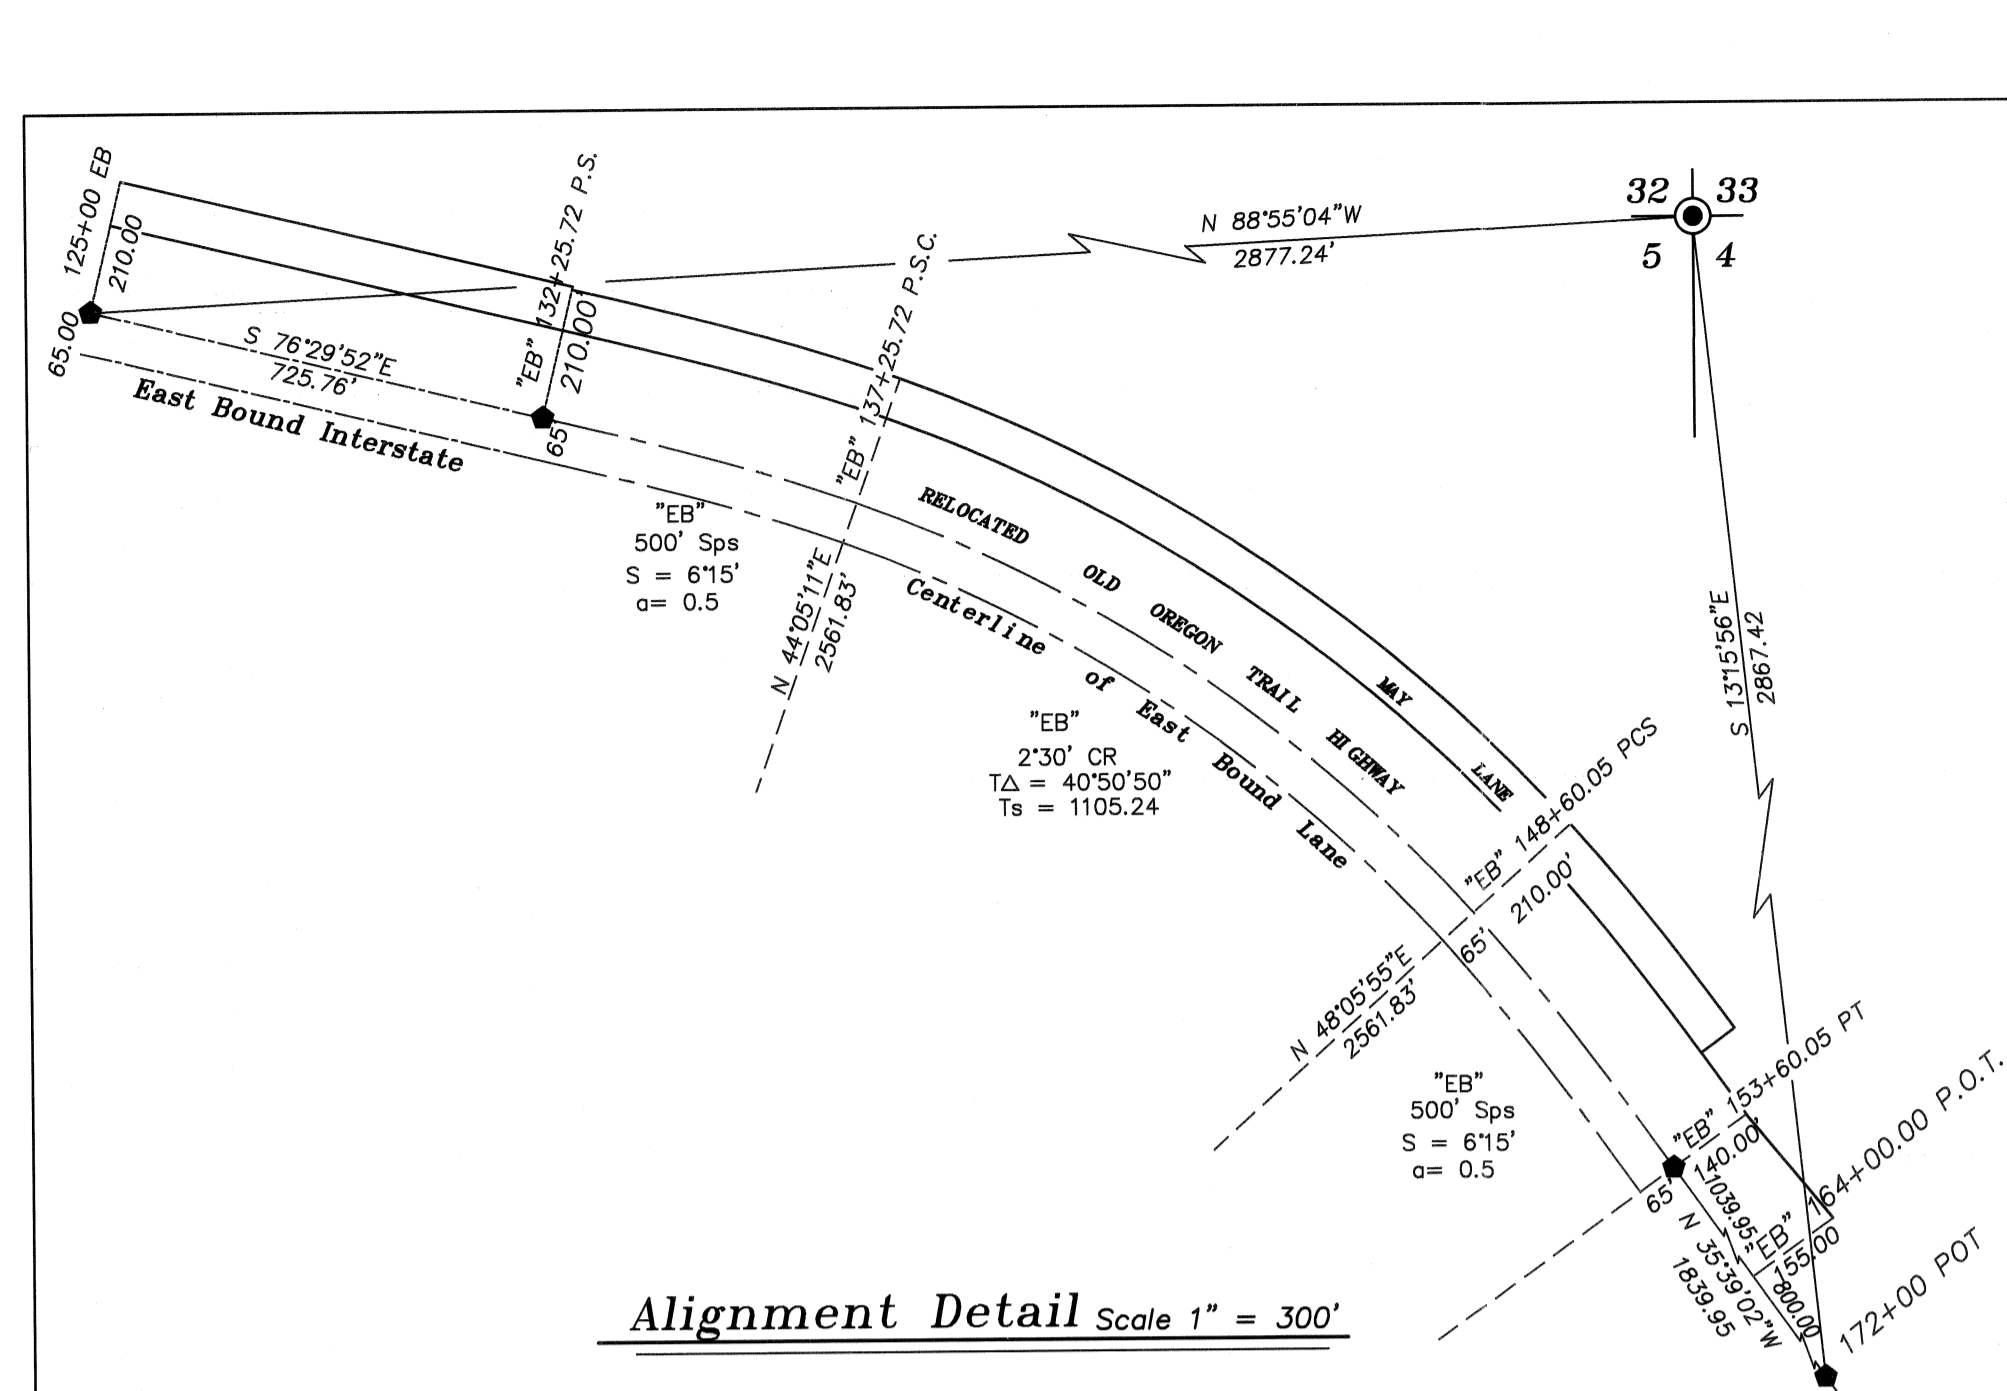 125+00 EB
210.00
65.00
S 76°29'52"E
725.76'
East Bound Interstate
"EB" 132+25.72 P.S.
210.00'
65'
"EB" 137+25.72 P.S.C.
N 44°05'11"E
2561.83'
N 88°55'04"W
2877.24'
32 33
5 4
S 13°15'56"E
2867.42
"EB"
500' Sps
S = 6°15'
a= 0.5
RELOCATED OLD OREGON TRAIL HIGHWAY
MAY LANE
Centerline of East Bound Lane
"EB"
2°30' CR
T△ = 40°50'50"
Ts = 1105.24
"EB" 148+60.05 PCS
210.00'
65'
N 48°05'55"E
2561.83'
"EB"
500' Sps
S = 6°15'
a= 0.5
"EB" 153+60.05 PT
140.00'
65'
1039.95
"EB" 164+00.00 P.O.T.
155.00
N 35°39'02"W
1839.95
800.00
172+00 POT
Alignment Detail Scale 1" = 300'